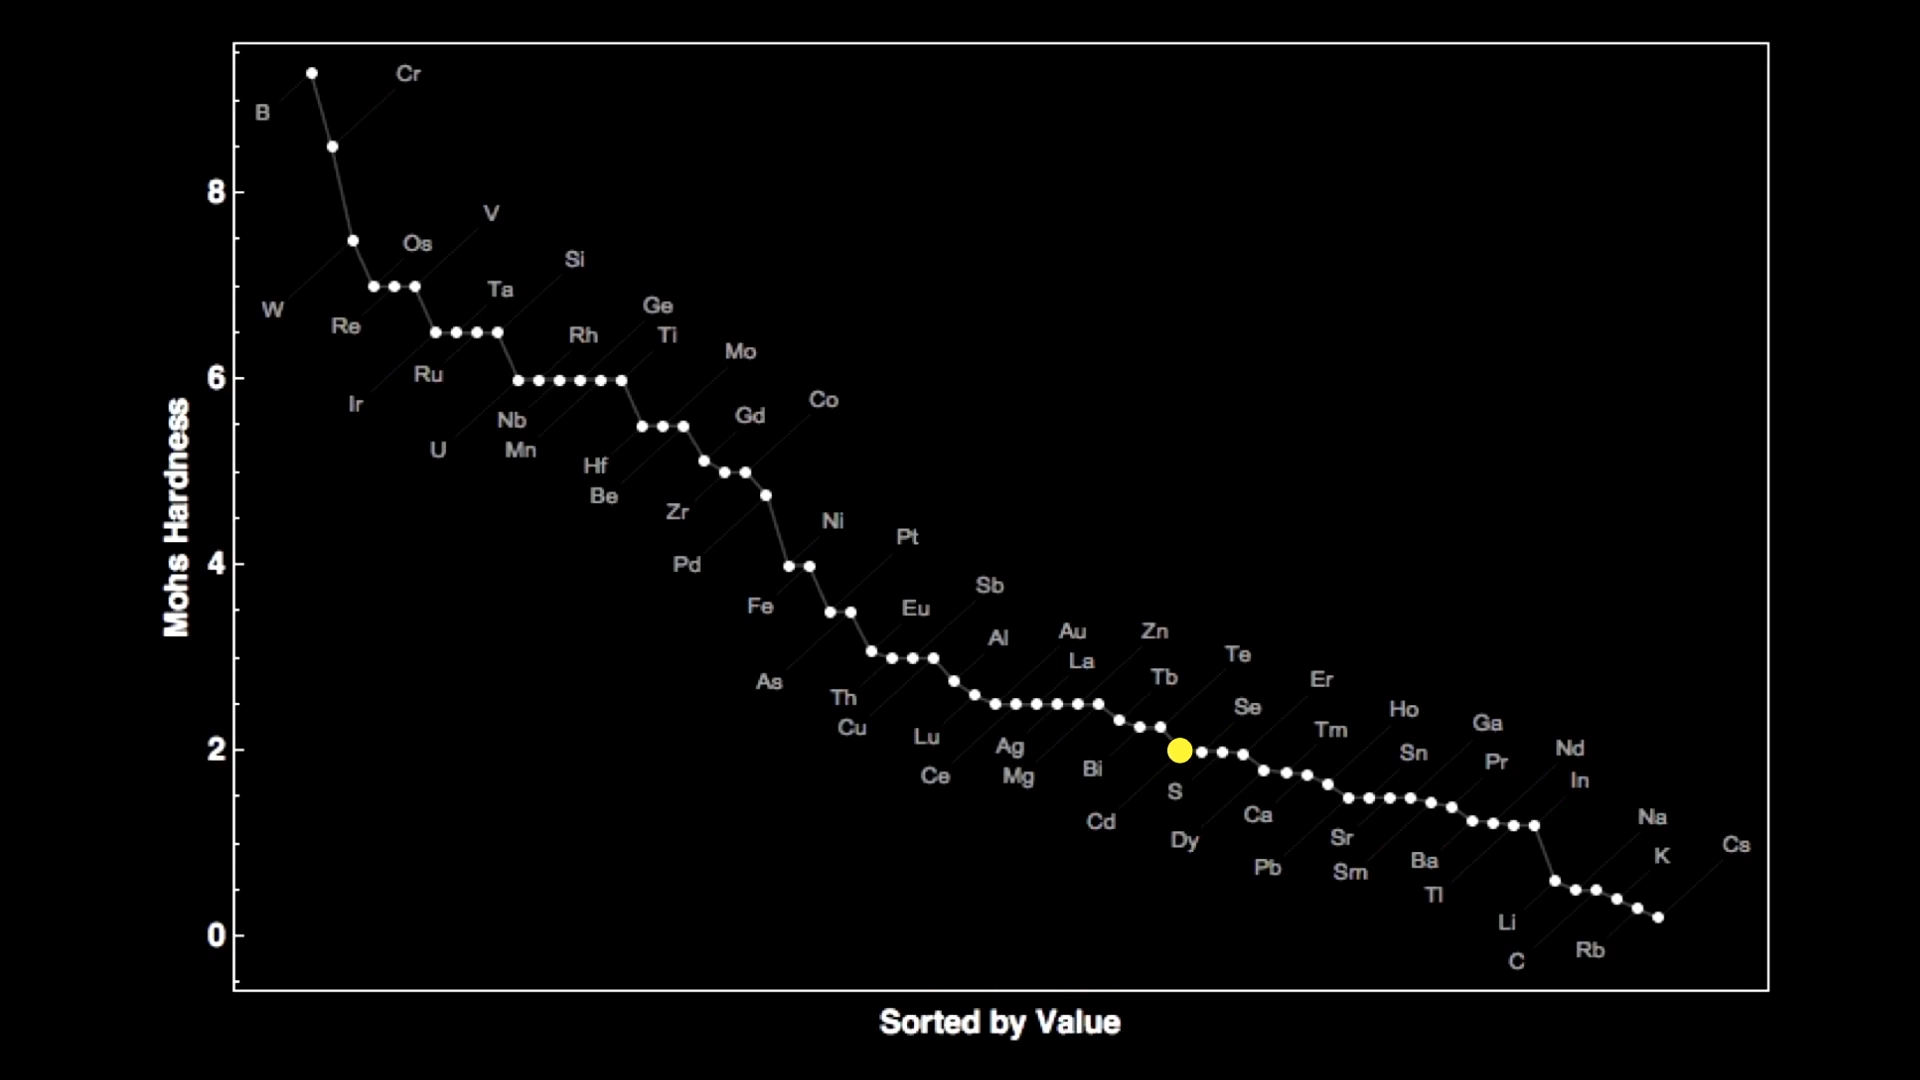 B
Cr
W
Re
Os
V
Ir
Ru
Ta
Si
U
Nb
Rh
Mn
Ge
Ti
Hf
Be
Mo
Gd
Zr
Co
Pd
Fe
Ni
As
Pt
Eu
Th
Cu
Sb
Al
Lu
Ce
Au
Ag
La
Mg
Zn
Bi
Tb
Te
Cd
Se
S
Er
Dy
Ca
Tm
Ho
Pb
Sr
Sn
Ga
Sm
Pr
Ba
Nd
Tl
In
Li
Na
C
K
Rb
Cs
8
6
4
2
0
Mohs Hardness
Sorted by Value